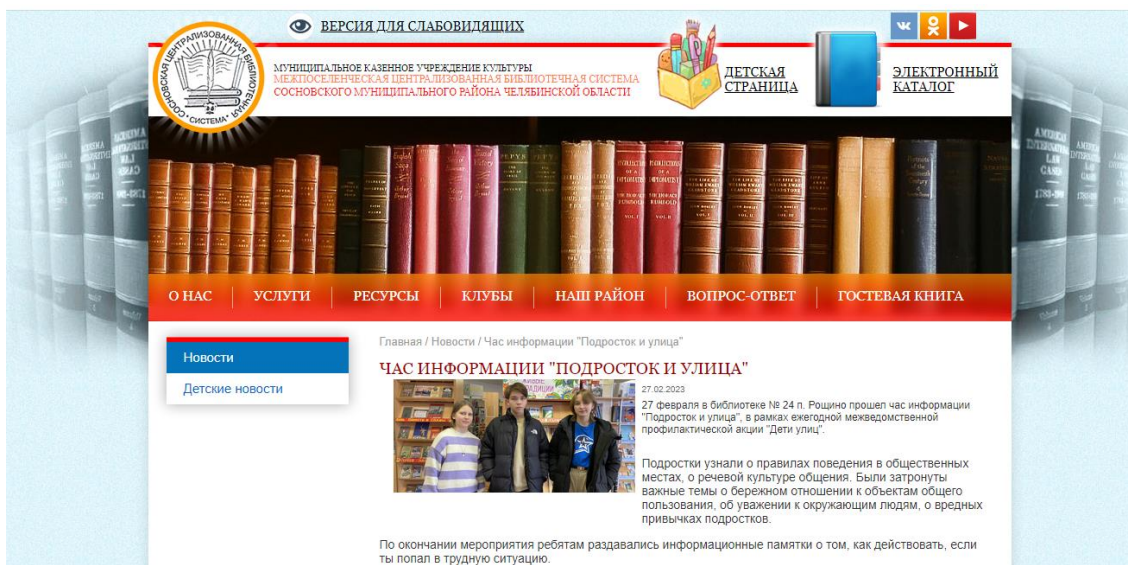 ВЕРСИЯ ДЛЯ СЛАБОВИДЯЩИХ
СОСНОВСКАЯ ЦЕНТРАЛИЗОВАННАЯ БИБЛИОТЕЧНАЯ СИСТЕМА
МУНИЦИПАЛЬНОЕ КАЗЕННОЕ УЧРЕЖДЕНИЕ КУЛЬТУРЫ
МЕЖПОСЕЛЕНЧЕСКАЯ ЦЕНТРАЛИЗОВАННАЯ БИБЛИОТЕЧНАЯ СИСТЕМА
СОСНОВСКОГО МУНИЦИПАЛЬНОГО РАЙОНА ЧЕЛЯБИНСКОЙ ОБЛАСТИ
ДЕТСКАЯ
СТРАНИЦА
ЭЛЕКТРОННЫЙ
КАТАЛОГ
О НАС
УСЛУГИ
РЕСУРСЫ
КЛУБЫ
НАШ РАЙОН
ВОПРОС-ОТВЕТ
ГОСТЕВАЯ КНИГА
Новости
Детские новости
Главная / Новости / Час информации "Подросток и улица"
ЧАС ИНФОРМАЦИИ "ПОДРОСТОК И УЛИЦА"
27.02.2023
27 февраля в библиотеке № 24 п. Рощино прошел час информации
"Подросток и улица", в рамках ежегодной межведомственной
профилактической акции "Дети улиц".
Подростки узнали о правилах поведения в общественных
местах, о речевой культуре общения. Были затронуты
важные темы о бережном отношении к объектам общего
пользования, об уважении к окружающим людям, о вредных
привычках подростков.
По окончании мероприятия ребятам раздавались информационные памятки о том, как действовать, если
ты попал в трудную ситуацию.